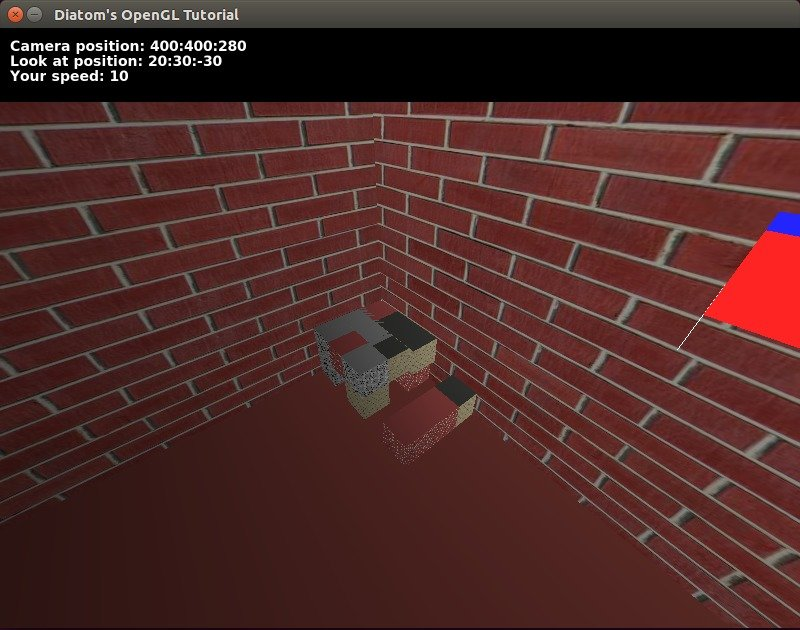 Diatom's OpenGL Tutorial
Camera position: 400:400:280
Look at position: 20:30:-30
Your speed: 10